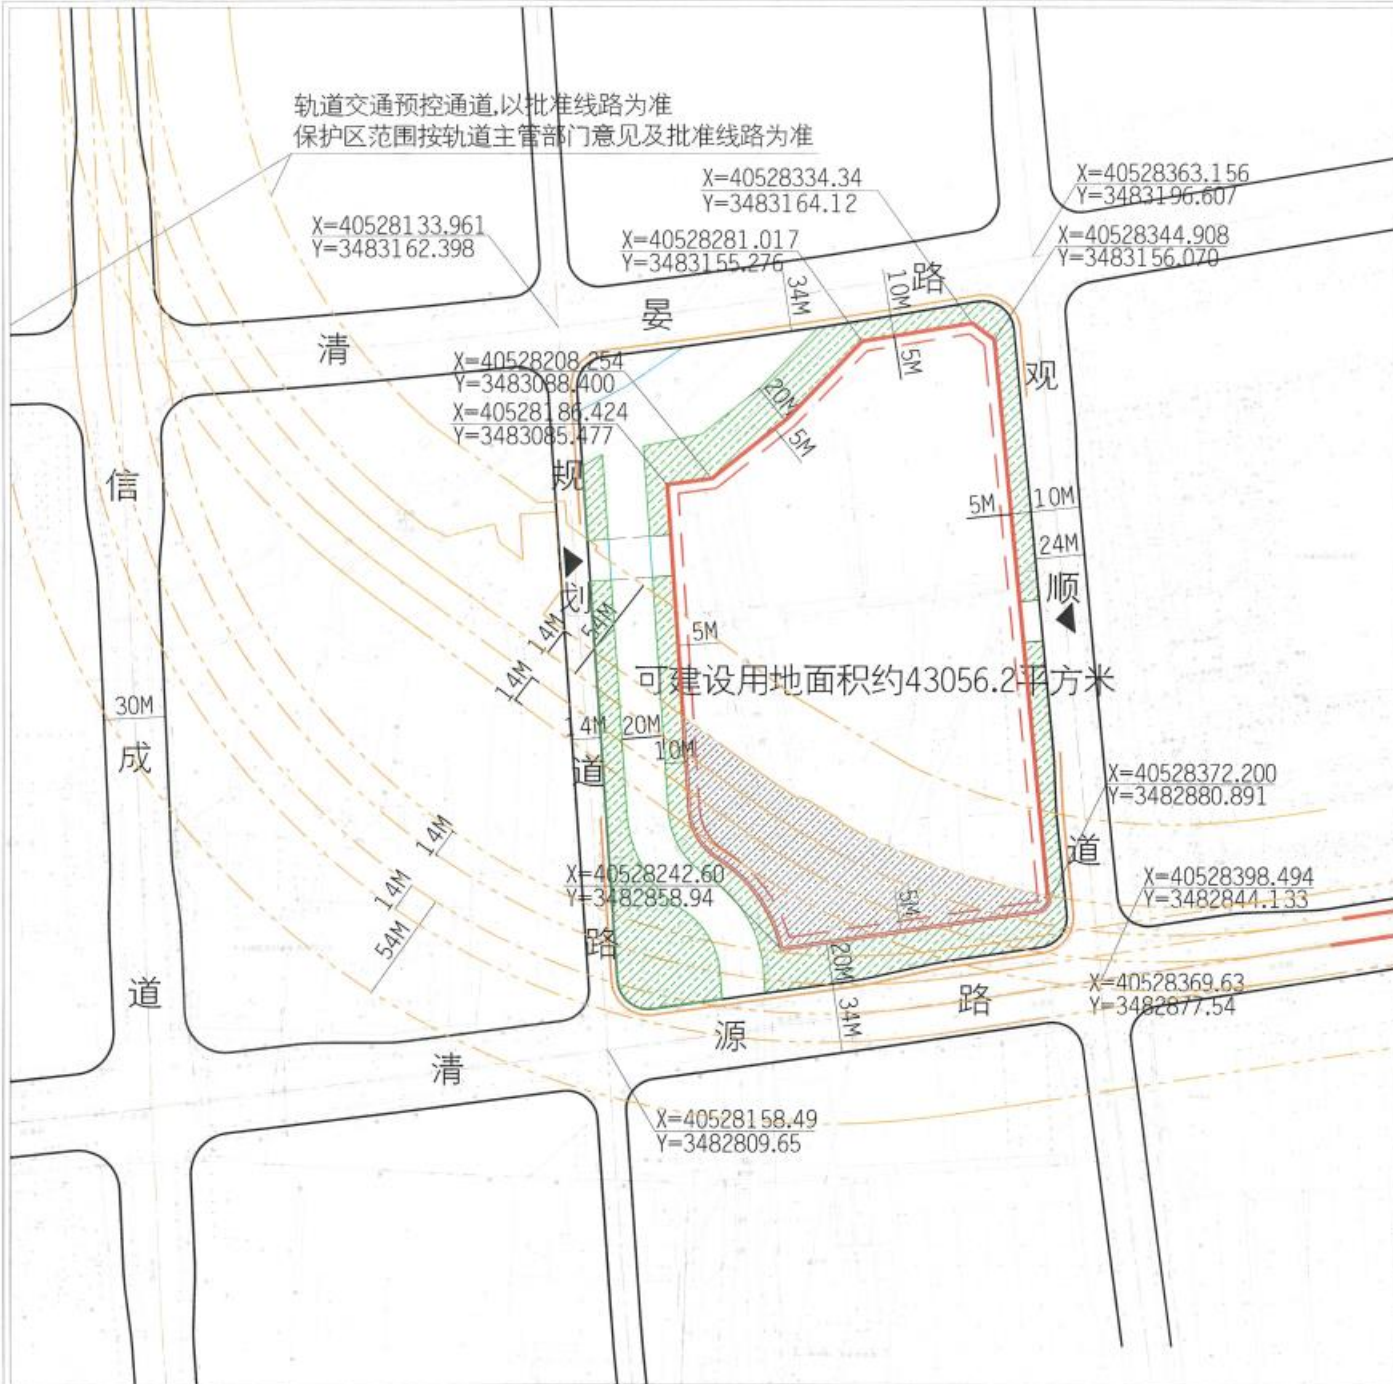 轨道交通预控通道,以批准线路为准
保护区范围按轨道主管部门意见及批准线路为准
X=40528334.34
Y=3483164.12
X=40528363.156
Y=3483196.607
X=40528133.961
Y=3483162.398
X=40528281.017
Y=3483155.276
X=40528344.908
Y=3483156.070
清
晏
路
34M
10M
5M
X=40528208.254
Y=3483088.400
X=40528186.424
Y=3483085.477
20M
5M
观
信
规
5M
10M
24M
划
顺
14M
54M
14M
5M
可建设用地面积约43056.2平方米
30M
成
14M
20M
10M
道
X=40528372.200
Y=3482880.891
14M
道
14M
54M
X=40528242.60
Y=3482858.94
5M
X=40528398.494
Y=3482844.133
路
20M
道
X=40528369.63
Y=3482877.54
34M
路
源
清
X=40528158.49
Y=3482809.65